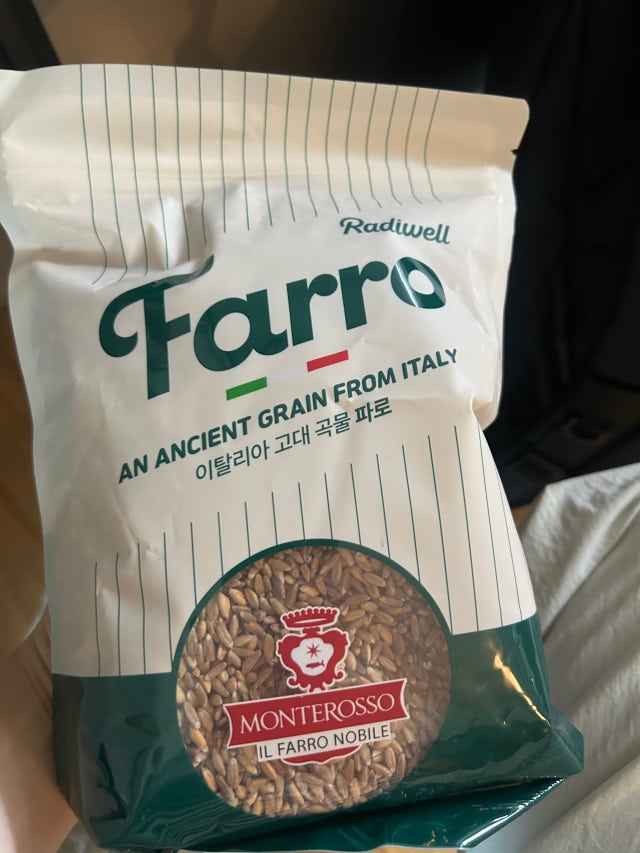 Radiwell
Farro
AN ANCIENT GRAIN FROM ITALY
이탈리아 고대 곡물 파로
MONTEROSSO
IL FARRO NOBILE